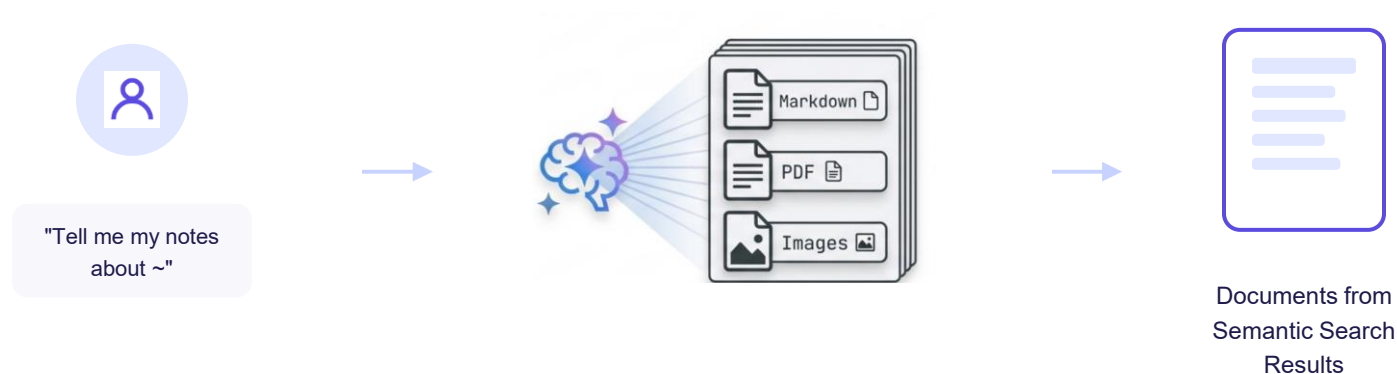 "Tell me my notes
about ~"
Markdown
PDF
Images
Documents from
Semantic Search
Results